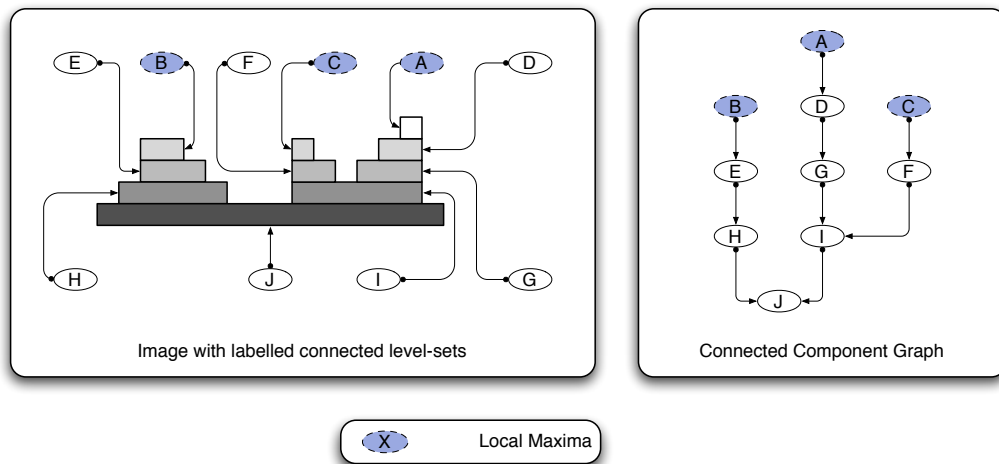 E B F C A D
H J I G
Image with labelled connected level-sets
A
B D C
E G F
H I
J
Connected Component Graph
X Local Maxima